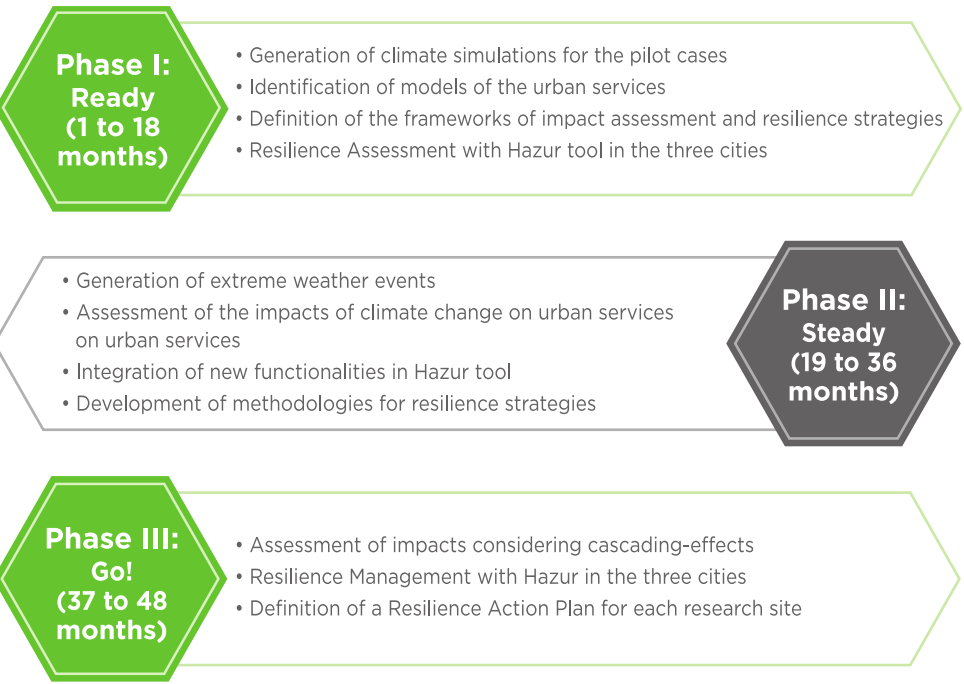 Phase I:
Ready
(1 to 18
months)
• Generation of climate simulations for the pilot cases
• Identification of models of the urban services
• Definition of the frameworks of impact assessment and resilience strategies
• Resilience Assessment with Hazur tool in the three cities
• Generation of extreme weather events
• Assessment of the impacts of climate change on urban services
on urban services
• Integration of new functionalities in Hazur tool
• Development of methodologies for resilience strategies
Phase II:
Steady
(19 to 36
months)
Phase III:
Go!
(37 to 48
months)
• Assessment of impacts considering cascading-effects
• Resilience Management with Hazur in the three cities
• Definition of a Resilience Action Plan for each research site